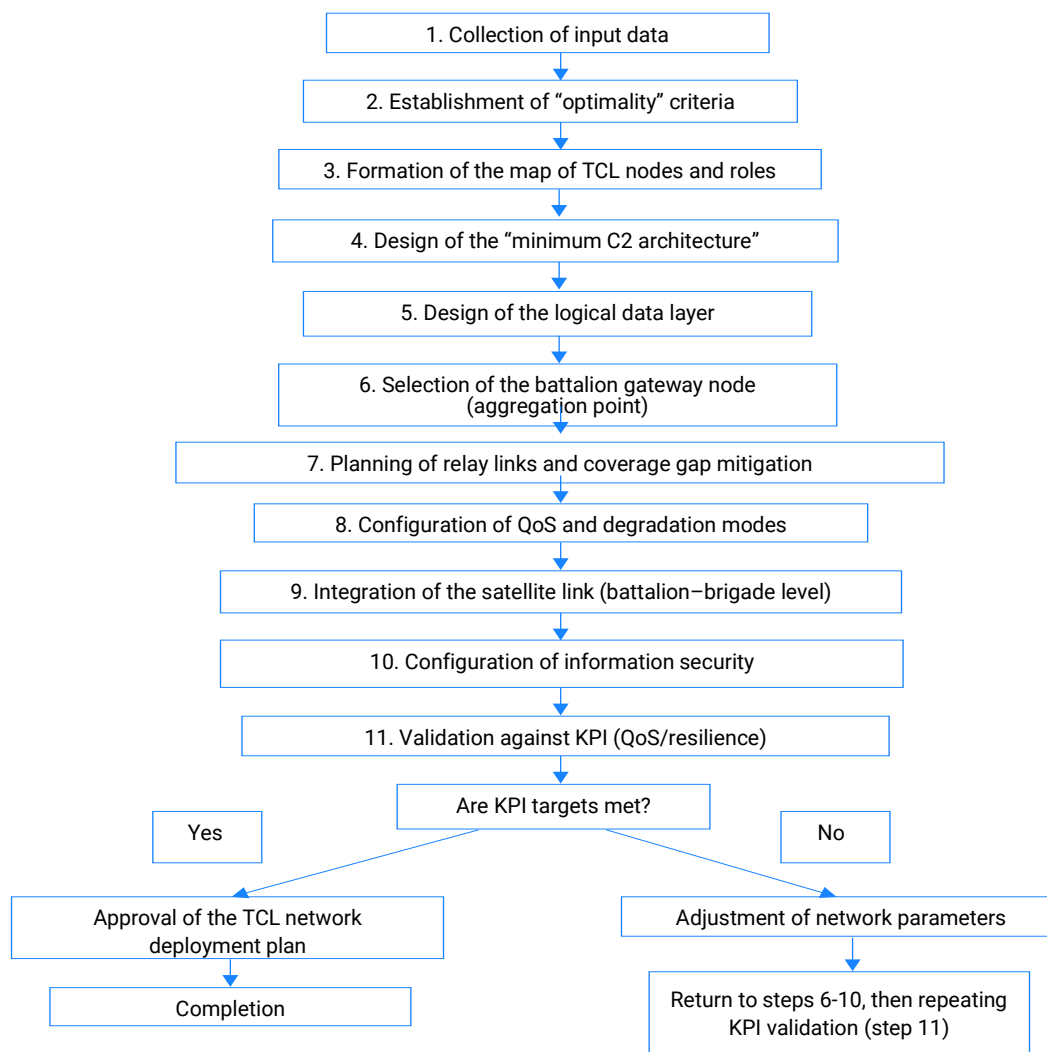 1. Collection of input data
2. Establishment of “optimality” criteria
3. Formation of the map of TCL nodes and roles
4. Design of the “minimum C2 architecture”
5. Design of the logical data layer
6. Selection of the battalion gateway node
(aggregation point)
7. Planning of relay links and coverage gap mitigation
8. Configuration of QoS and degradation modes
9. Integration of the satellite link (battalion–brigade level)
10. Configuration of information security
11. Validation against KPI (QoS/resilience)
Are KPI targets met?
Yes
No
Approval of the TCL network
deployment plan
Adjustment of network parameters
Completion
Return to steps 6-10, then repeating
KPI validation (step 11)